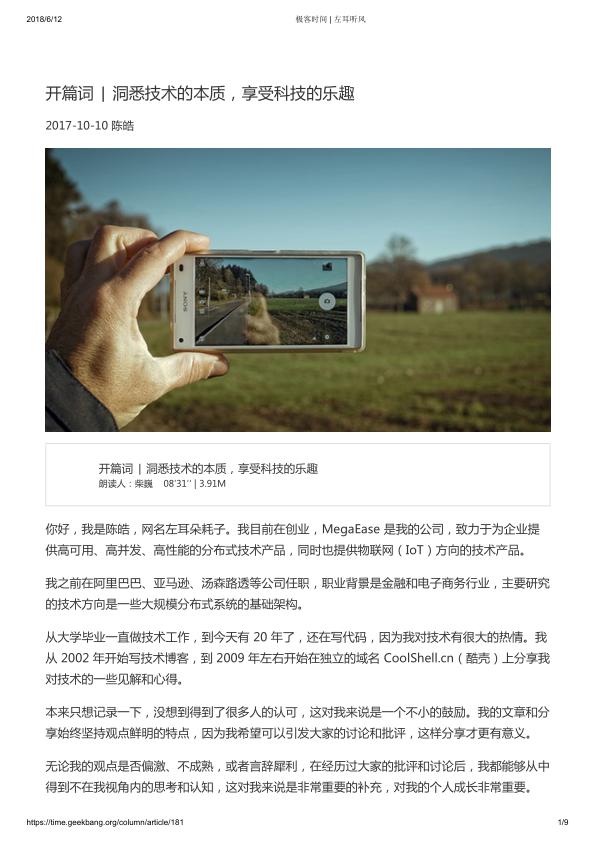 2018/6/12
极客时间 | 左耳听风
开篇词 | 洞悉技术的本质，享受科技的乐趣
2017-10-10 陈皓
SONY
开篇词 | 洞悉技术的本质，享受科技的乐趣
朗读人：柴巍 08′31′′ | 3.91M
你好，我是陈皓，网名左耳朵耗子。我目前在创业，MegaEase 是我的公司，致力于为企业提
供高可用、高并发、高性能的分布式技术产品，同时也提供物联网（IoT）方向的技术产品。
我之前在阿里巴巴、亚马逊、汤森路透等公司任职，职业背景是金融和电子商务行业，主要研究
的技术方向是一些大规模分布式系统的基础架构。
从大学毕业一直做技术工作，到今天有 20 年了，还在写代码，因为我对技术有很大的热情。我
从 2002 年开始写技术博客，到 2009 年左右开始在独立的域名 CoolShell.cn（酷壳）上分享我
对技术的一些见解和心得。
本来只想记录一下，没想到得到了很多人的认可，这对我来说是一个不小的鼓励。我的文章和分
享始终坚持观点鲜明的特点，因为我希望可以引发大家的讨论和批评，这样分享才更有意义。
无论我的观点是否偏激、不成熟，或者言辞犀利，在经历过大家的批评和讨论后，我都能够从中
得到不在我视角内的思考和认知，这对我来说是非常重要的补充，对我的个人成长非常重要。
https://time.geekbang.org/column/article/181
1/9